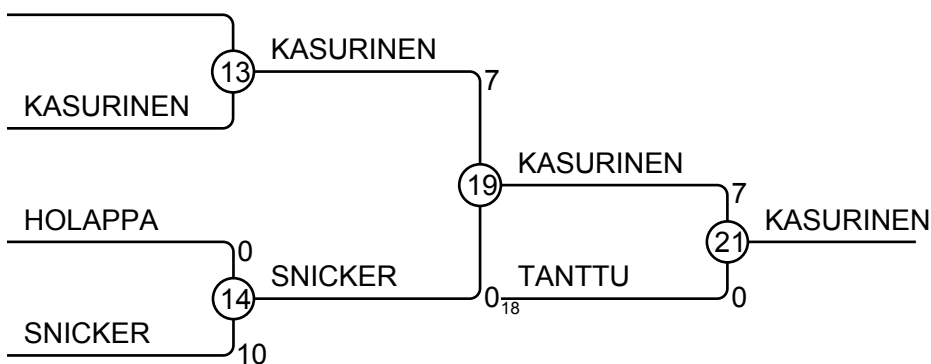 KASURINEN
13
KASURINEN
7
KASURINEN
19
7
HOLAPPA
0
21
KASURINEN
SNICKER
14
0
18
TANTTU
0
SNICKER
10